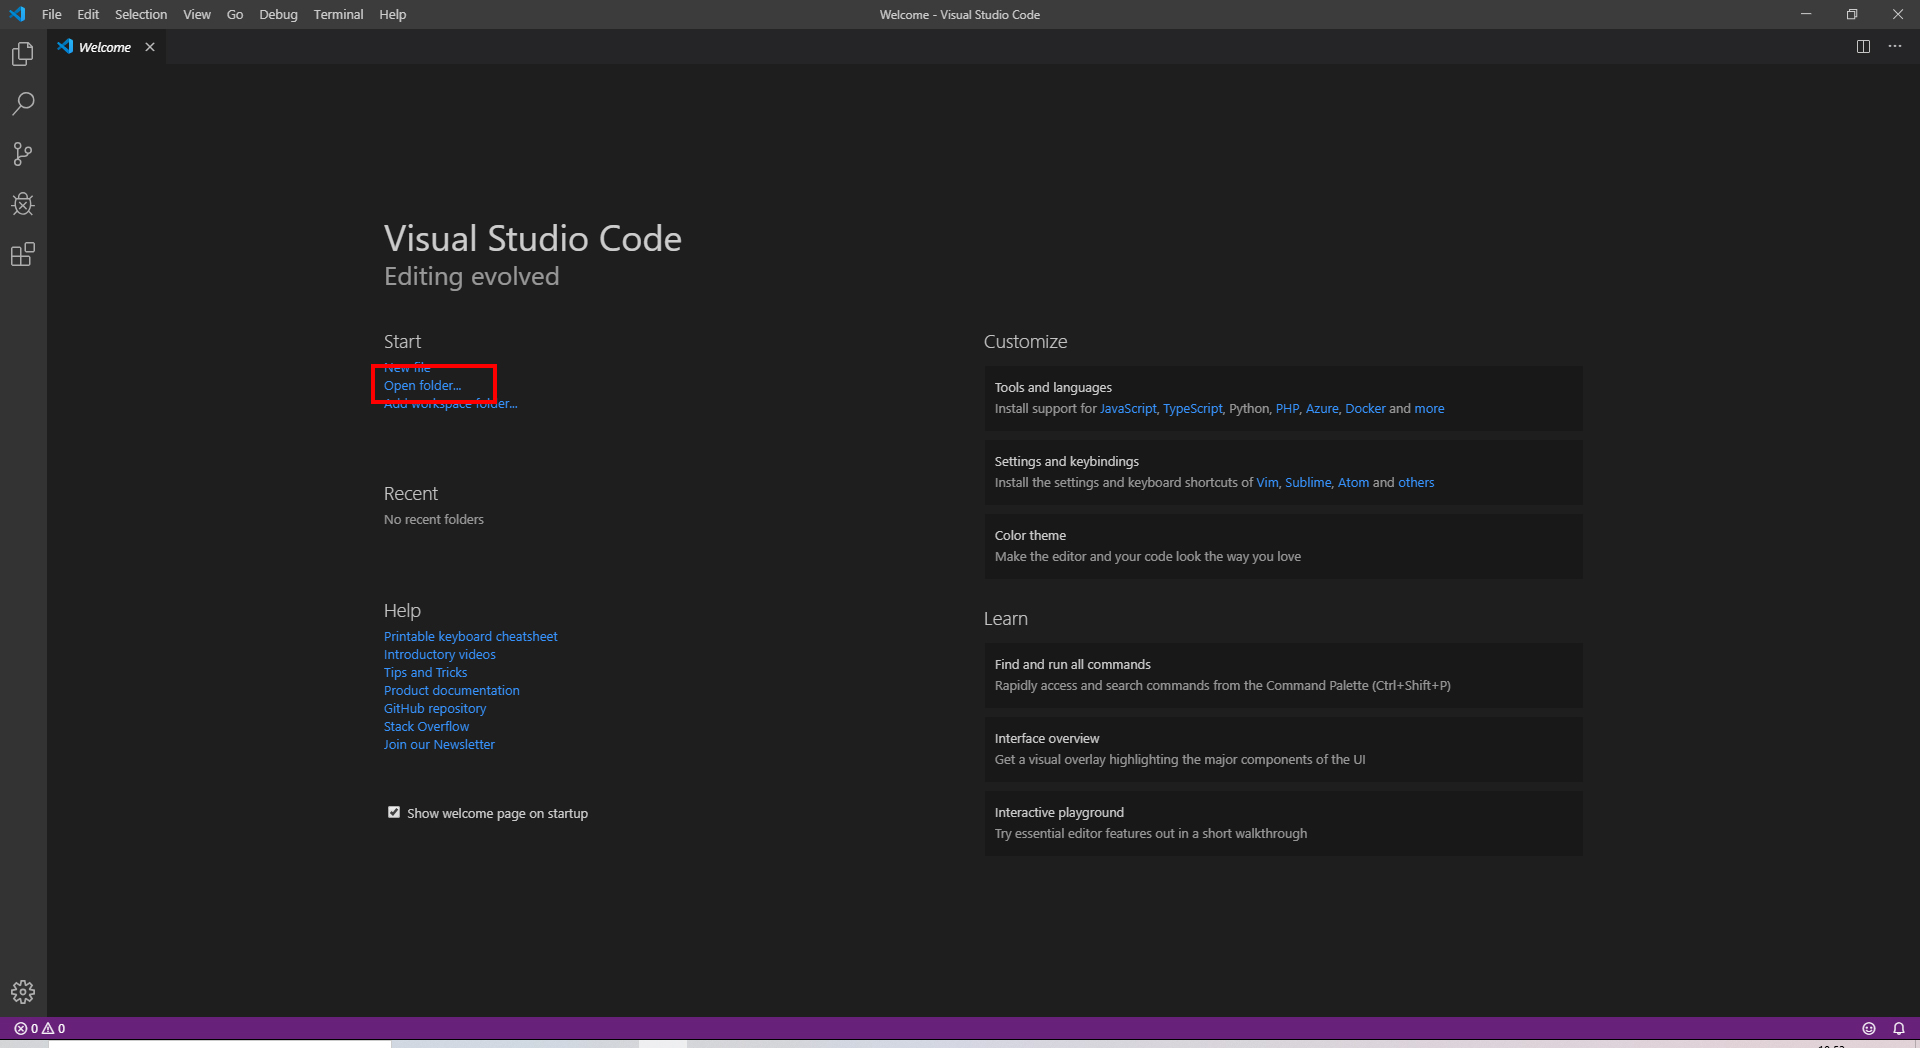 File Edit Selection View Go Debug Terminal Help
Welcome - Visual Studio Code
Welcome
Visual Studio Code
Editing evolved
Start
New file
Open folder...
Add workspace folder...
Recent
No recent folders
Help
Printable keyboard cheatsheet
Introductory videos
Tips and Tricks
Product documentation
GitHub repository
Stack Overflow
Join our Newsletter
Show welcome page on startup
Customize
Tools and languages
Install support for JavaScript, TypeScript, Python, PHP, Azure, Docker and more
Settings and keybindings
Install the settings and keyboard shortcuts of Vim, Sublime, Atom and others
Color theme
Make the editor and your code look the way you love
Learn
Find and run all commands
Rapidly access and search commands from the Command Palette (Ctrl+Shift+P)
Interface overview
Get a visual overlay highlighting the major components of the UI
Interactive playground
Try essential editor features out in a short walkthrough
0 0